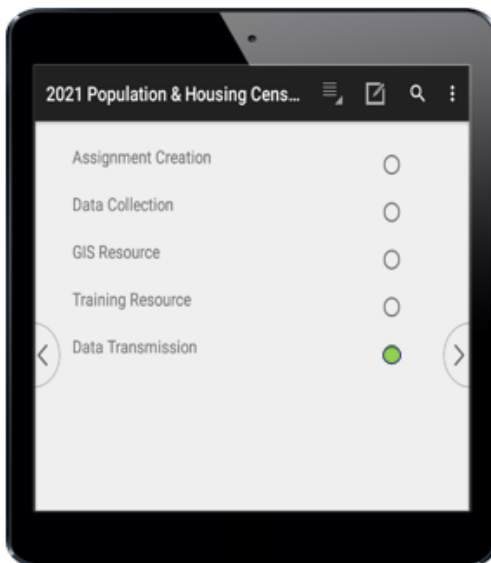 2021 Population & Housing Cens...
Assignment Creation
Data Collection
GIS Resource
Training Resource
Data Transmission